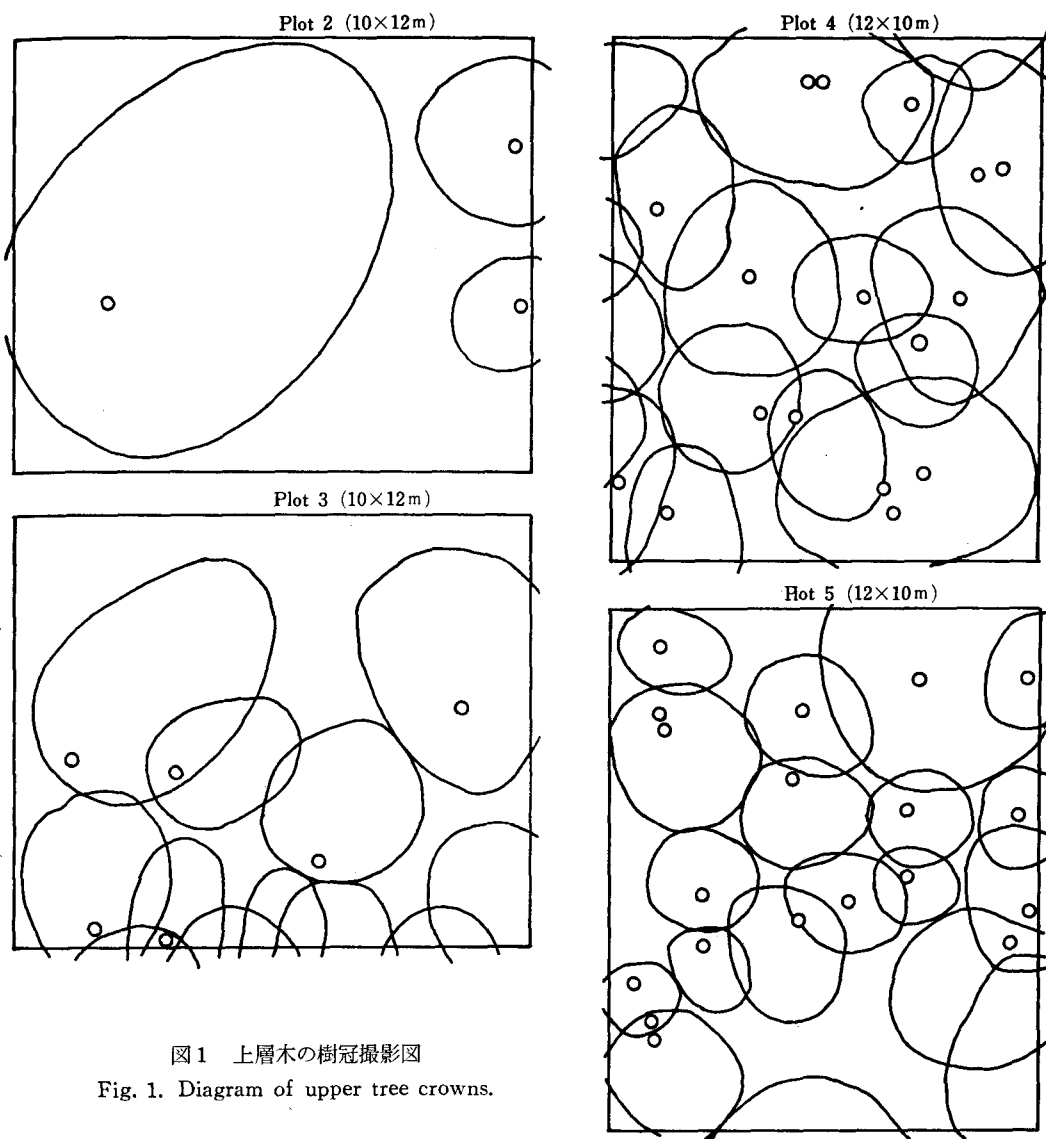 Plot 2 (10×12m)
Plot 4 (12×10m)
Plot 3 (10×12m)
Hot 5 (12×10m)
図1 上層木の樹冠撮影図
Fig. 1. Diagram of upper tree crowns.